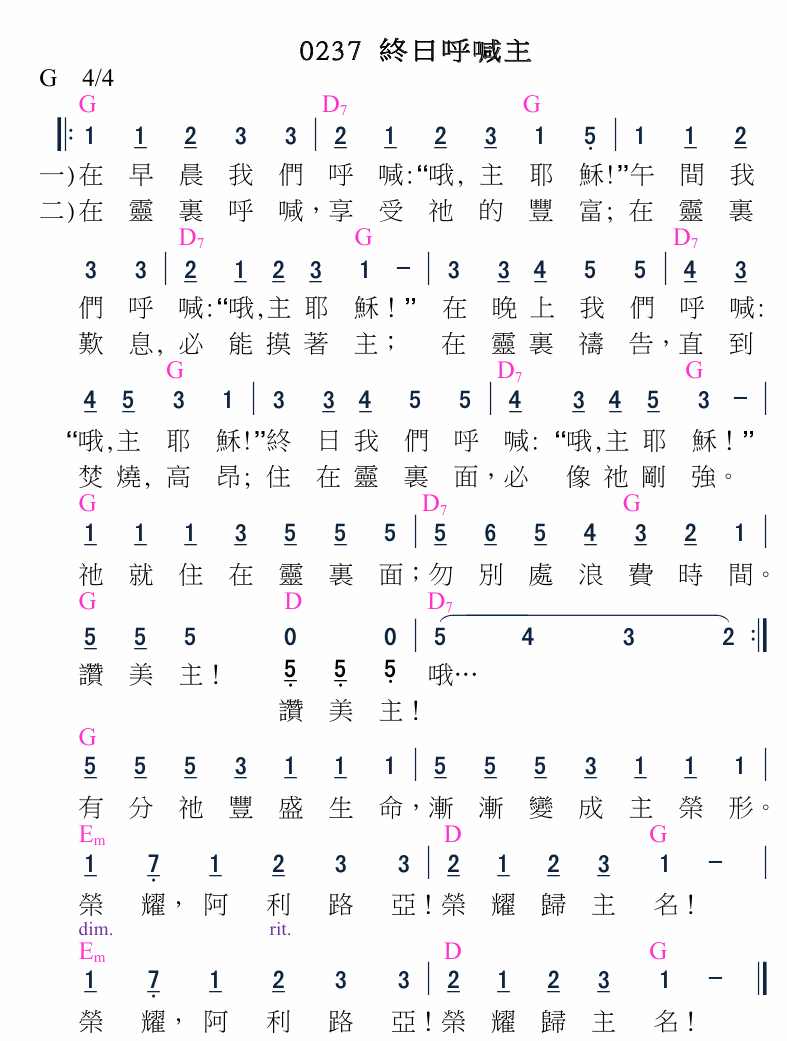 0237 終日呼喊主
G 4/4
G D7 G
1 1 2 3 3 | 2 1 2 3 1 5 | 1 1 2
一)在早晨我們呼喊:“哦,主耶穌!”午間我
二)在靈裏呼喊，享受祂的豐富;在靈裏
D7 G D7
3 3 | 2 1 2 3 1 – | 3 3 4 5 5 | 4 3
們呼喊:“哦,主耶穌！”在晚上我們呼喊:
歎息,必能摸著主；在靈裏禱告，直到
G D7 G
4 5 3 1 | 3 3 4 5 5 | 4 3 4 5 3 – |
“哦,主耶穌!”終日我們呼喊:“哦,主耶穌！”
焚燒,高昂;住在靈裏面，必像祂剛強。
G D7 G
1 1 1 3 5 5 5 | 5 6 5 4 3 2 1 |
祂就住在靈裏面；勿別處浪費時間。
G D D7
5 5 5 0 0 | 5 4 3 2 :|
讚美主！ 5 5 5 哦…
讚美主！
G
5 5 5 3 1 1 1 | 5 5 5 3 1 1 1 |
有分祂豐盛生命，漸漸變成主榮形。
Em D G
1 7 1 2 3 3 | 2 1 2 3 1 – |
榮耀，阿利路亞！榮耀歸主名！
dim. rit.
Em D G
1 7 1 2 3 3 | 2 1 2 3 1 – ||
榮耀，阿利路亞！榮耀歸主名！